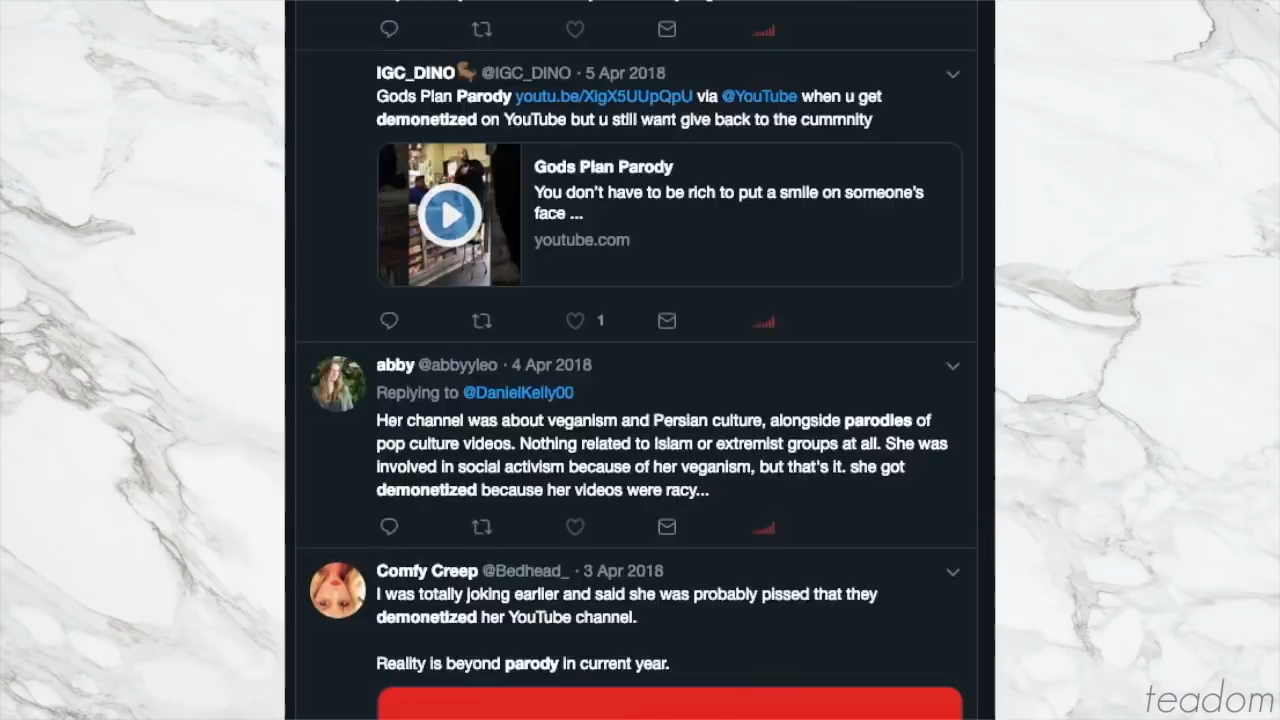 IGC_DINO @IGC_DINO · 5 Apr 2018
Gods Plan Parody youtu.be/XigX5UUpQpU via @YouTube when u get
demonetized on YouTube but u still want give back to the cummnity
Gods Plan Parody
You don't have to be rich to put a smile on someone's
face ...
youtube.com
1
abby @abbyyleo · 4 Apr 2018
Replying to @DanielKelly00
Her channel was about veganism and Persian culture, alongside parodies of
pop culture videos. Nothing related to Islam or extremist groups at all. She was
involved in social activism because of her veganism, but that's it. she got
demonetized because her videos were racy...
Comfy Creep @Bedhead_ · 3 Apr 2018
I was totally joking earlier and said she was probably pissed that they
demonetized her YouTube channel.
Reality is beyond parody in current year.
teadom